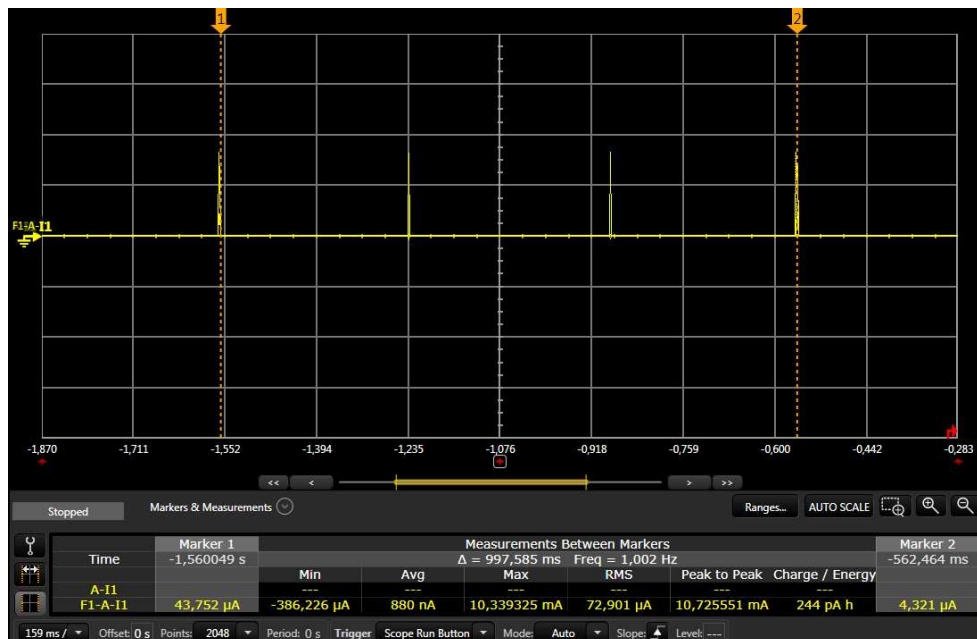 1 2
F1-A-I1
-1,870 -1,711 -1,552 -1,394 -1,235 -1,076 -0,918 -0,759 -0,600 -0,442 -0,283
<< < > >>
Stopped Markers & Measurements Ranges... AUTO SCALE
Marker 1 Measurements Between Markers Marker 2
Time -1,560049 s Δ = 997,585 ms Freq = 1,002 Hz -562,464 ms
Min Avg Max RMS Peak to Peak Charge / Energy
A-I1 --- --- --- --- --- ---
F1-A-I1 43,752 µA -386,226 µA 880 nA 10,339325 mA 72,901 µA 10,725551 mA 244 pA h 4,321 µA
159 ms / Offset: 0 s Points: 2048 Period: 0 s Trigger Scope Run Button Mode: Auto Slope: Level: ---